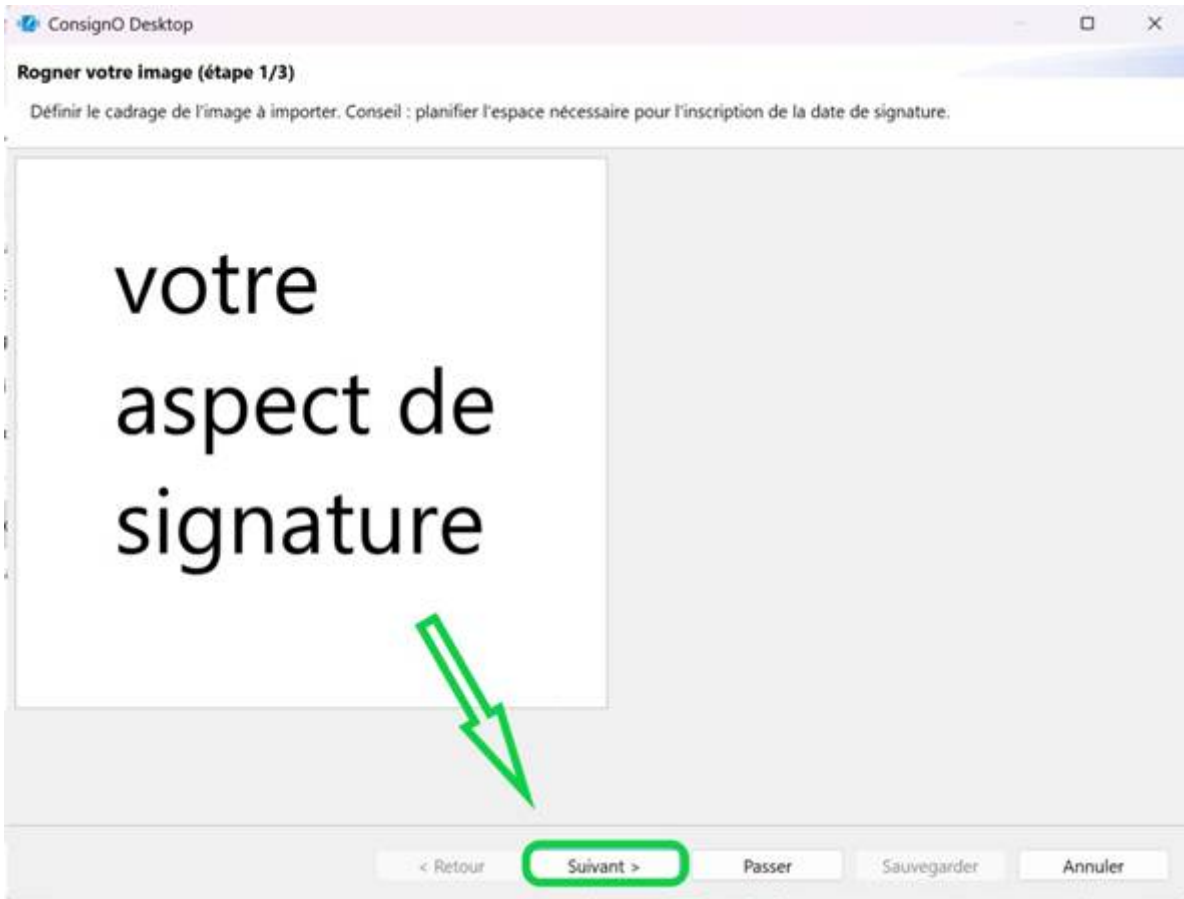 ConsignO Desktop
Rogner votre image (étape 1/3)
Définir le cadrage de l'image à importer. Conseil : planifier l'espace nécessaire pour l'inscription de la date de signature.
votre
aspect de
signature
< Retour Suivant > Passer Sauvegarder Annuler